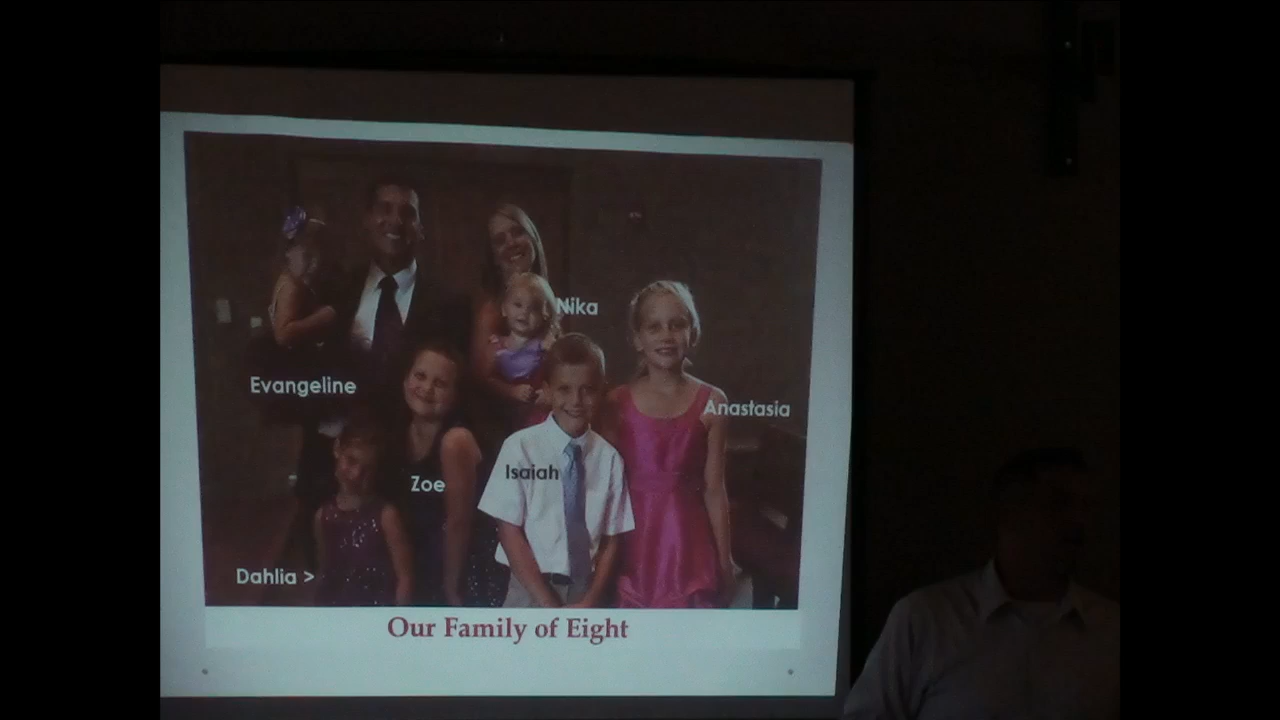 Nika
Evangeline
Anastasia
Isaiah
Zoe
Dahlia >
Our Family of Eight